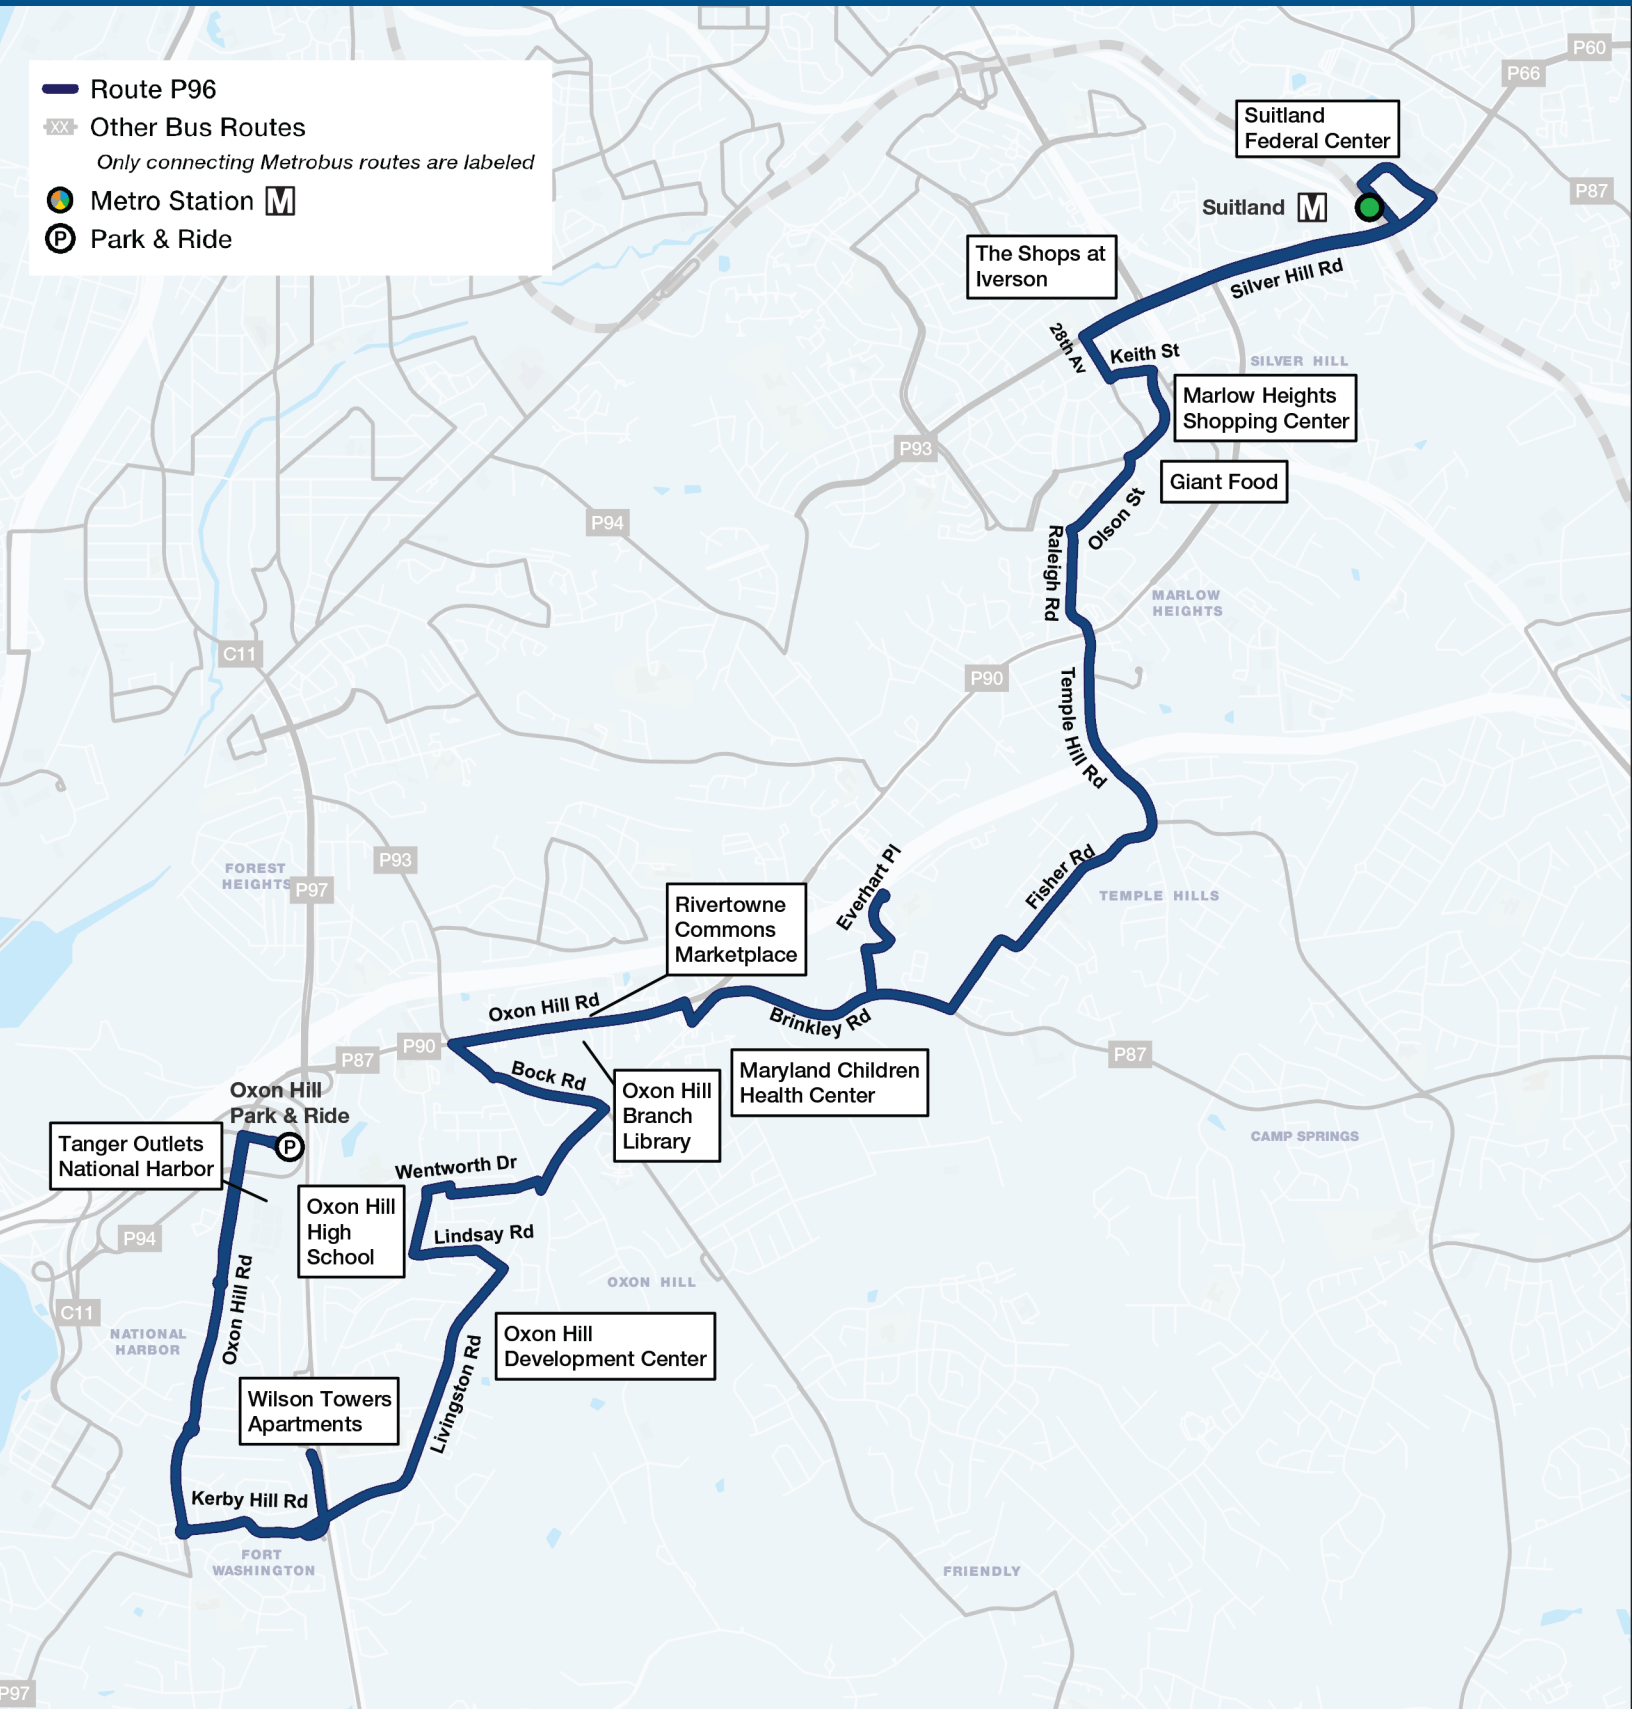 Route P96
XX Other Bus Routes
Only connecting Metrobus routes are labeled
Metro Station M
P Park & Ride
P60
P66
Suitland
Federal Center
P87
Suitland M
The Shops at
Iverson
Silver Hill Rd
28th Av
Keith St
SILVER HILL
Marlow Heights
Shopping Center
P93
Giant Food
P94
Olson St
Raleigh Rd
MARLOW
HEIGHTS
C11
P90
Temple Hill Rd
P93
FOREST
HEIGHTS
P97
Everhart Pl
Fisher Rd
TEMPLE HILLS
Rivertowne
Commons
Marketplace
Oxon Hill Rd
Brinkley Rd
P90
P87
P87
Bock Rd
Maryland Children
Health Center
Oxon Hill
Branch
Library
Oxon Hill
Park & Ride
P
Tanger Outlets
National Harbor
CAMP SPRINGS
Wentworth Dr
Oxon Hill
High
School
P94
Lindsay Rd
OXON HILL
Oxon Hill Rd
C11
NATIONAL
HARBOR
Oxon Hill
Development Center
Livingston Rd
Wilson Towers
Apartments
Kerby Hill Rd
FORT
WASHINGTON
FRIENDLY
P97